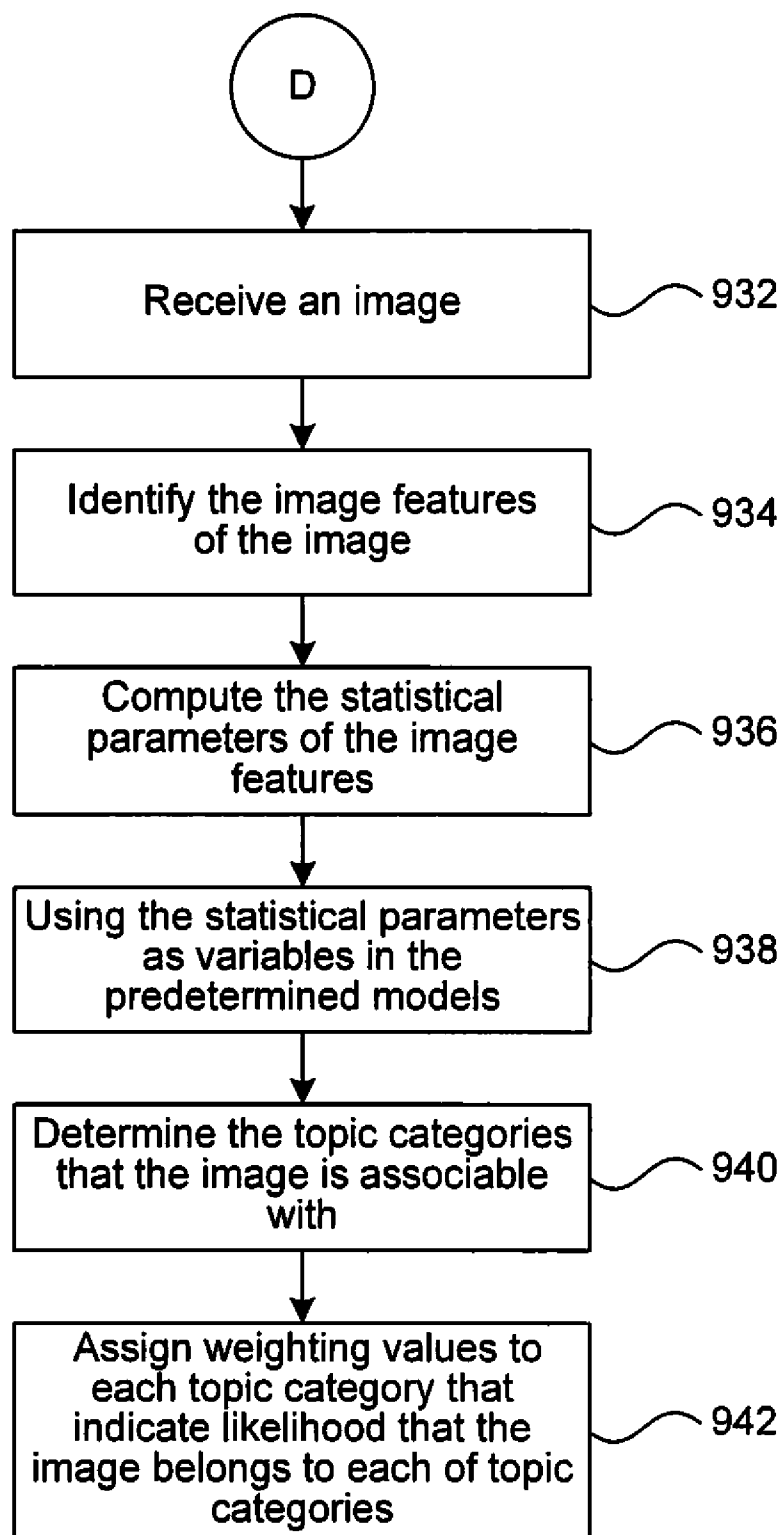 D
Receive an image
932
Identify the image features
of the image
934
Compute the statistical
parameters of the image
features
936
Using the statistical parameters
as variables in the
predetermined models
938
Determine the topic categories
that the image is associable
with
940
Assign weighting values to
each topic category that
indicate likelihood that the
image belongs to each of topic
categories
942